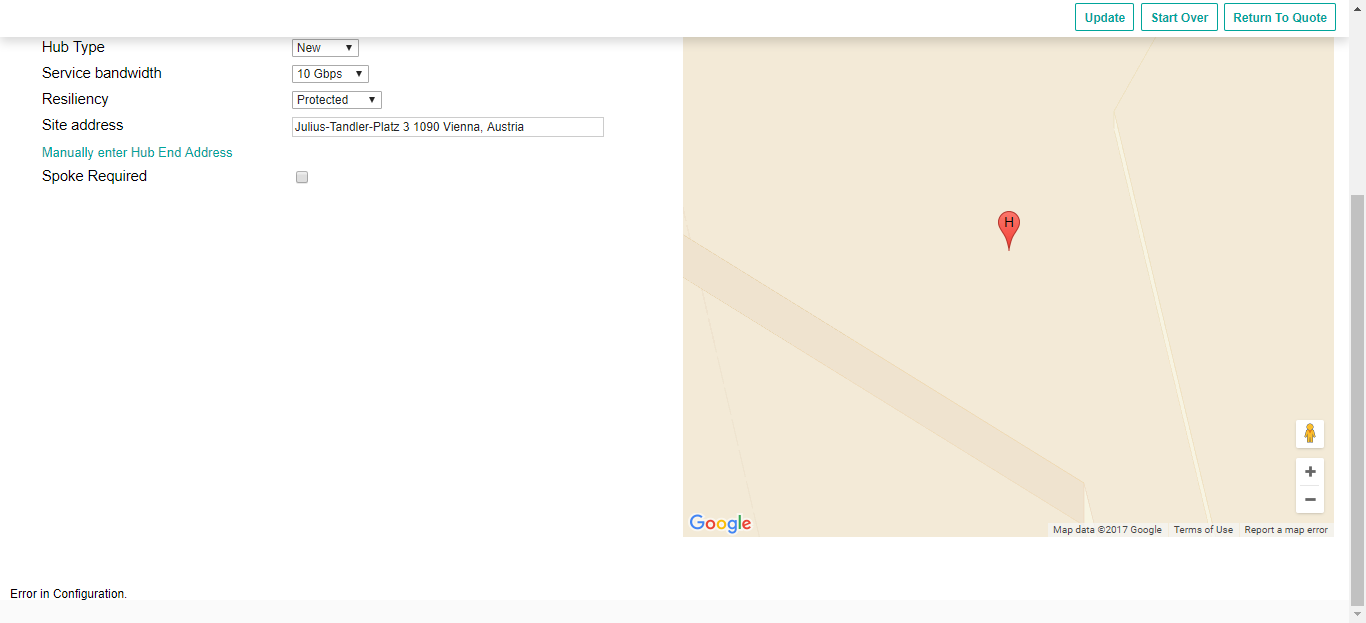 Update Start Over Return To Quote
Hub Type New
Service bandwidth 10 Gbps
Resiliency Protected
Site address Julius-Tandler-Platz 3 1090 Vienna, Austria
Manually enter Hub End Address
Spoke Required
H
Google
Map data ©2017 Google Terms of Use Report a map error
Error in Configuration.